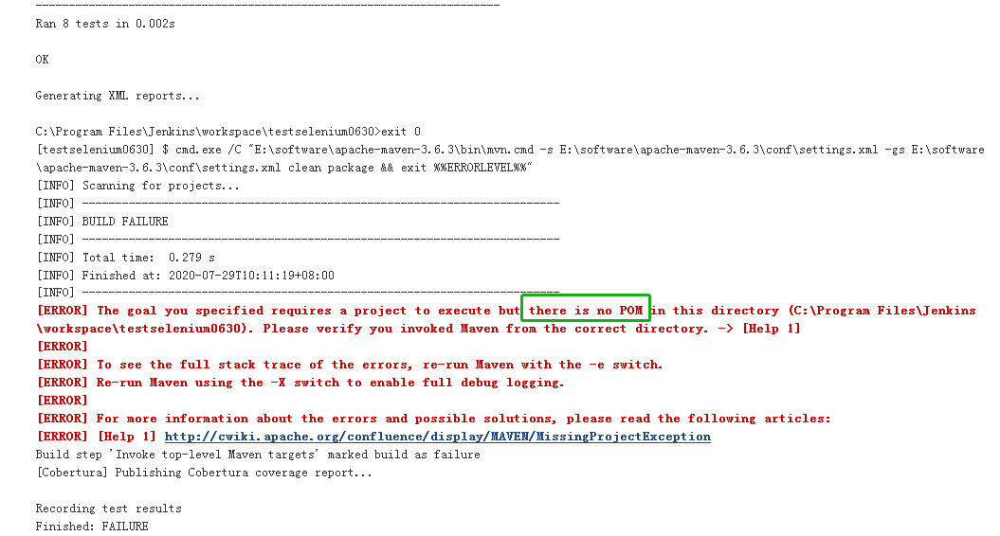 ----------------------------------------------------------------------
Ran 8 tests in 0.002s
OK
Generating XML reports...
C:\Program Files\Jenkins\workspace\testselenium0630>exit 0
[testselenium0630] $ cmd.exe /C "E:\software\apache-maven-3.6.3\bin\mvn.cmd -s E:\software\apache-maven-3.6.3\conf\settings.xml -gs E:\software
\apache-maven-3.6.3\conf\settings.xml clean package && exit %%ERRORLEVEL%%"
[INFO] Scanning for projects...
[INFO] ------------------------------------------------------------------------
[INFO] BUILD FAILURE
[INFO] ------------------------------------------------------------------------
[INFO] Total time:  0.279 s
[INFO] Finished at: 2020-07-29T10:11:19+08:00
[INFO] ------------------------------------------------------------------------
[ERROR] The goal you specified requires a project to execute but there is no POM in this directory (C:\Program Files\Jenkins
\workspace\testselenium0630). Please verify you invoked Maven from the correct directory. -> [Help 1]
[ERROR]
[ERROR] To see the full stack trace of the errors, re-run Maven with the -e switch.
[ERROR] Re-run Maven using the -X switch to enable full debug logging.
[ERROR]
[ERROR] For more information about the errors and possible solutions, please read the following articles:
[ERROR] [Help 1] http://cwiki.apache.org/confluence/display/MAVEN/MissingProjectException
Build step 'Invoke top-level Maven targets' marked build as failure
[Cobertura] Publishing Cobertura coverage report...
Recording test results
Finished: FAILURE